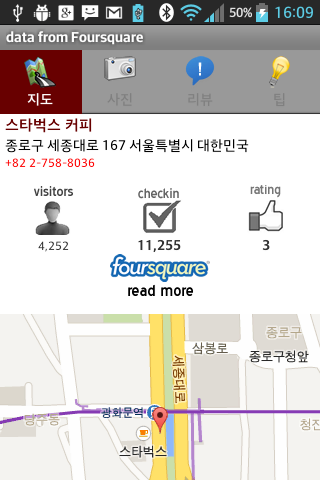 50% 16:09
data from Foursquare
지도 사진 리뷰 팁
스타벅스 커피
종로구 세종대로 167 서울특별시 대한민국
+82 2-758-8036
visitors checkin rating
4,252 11,255 3
foursquare
read more
종로구
삼봉로
종로구청앞
세종대로
광화문역
당주동
청진
스타벅스